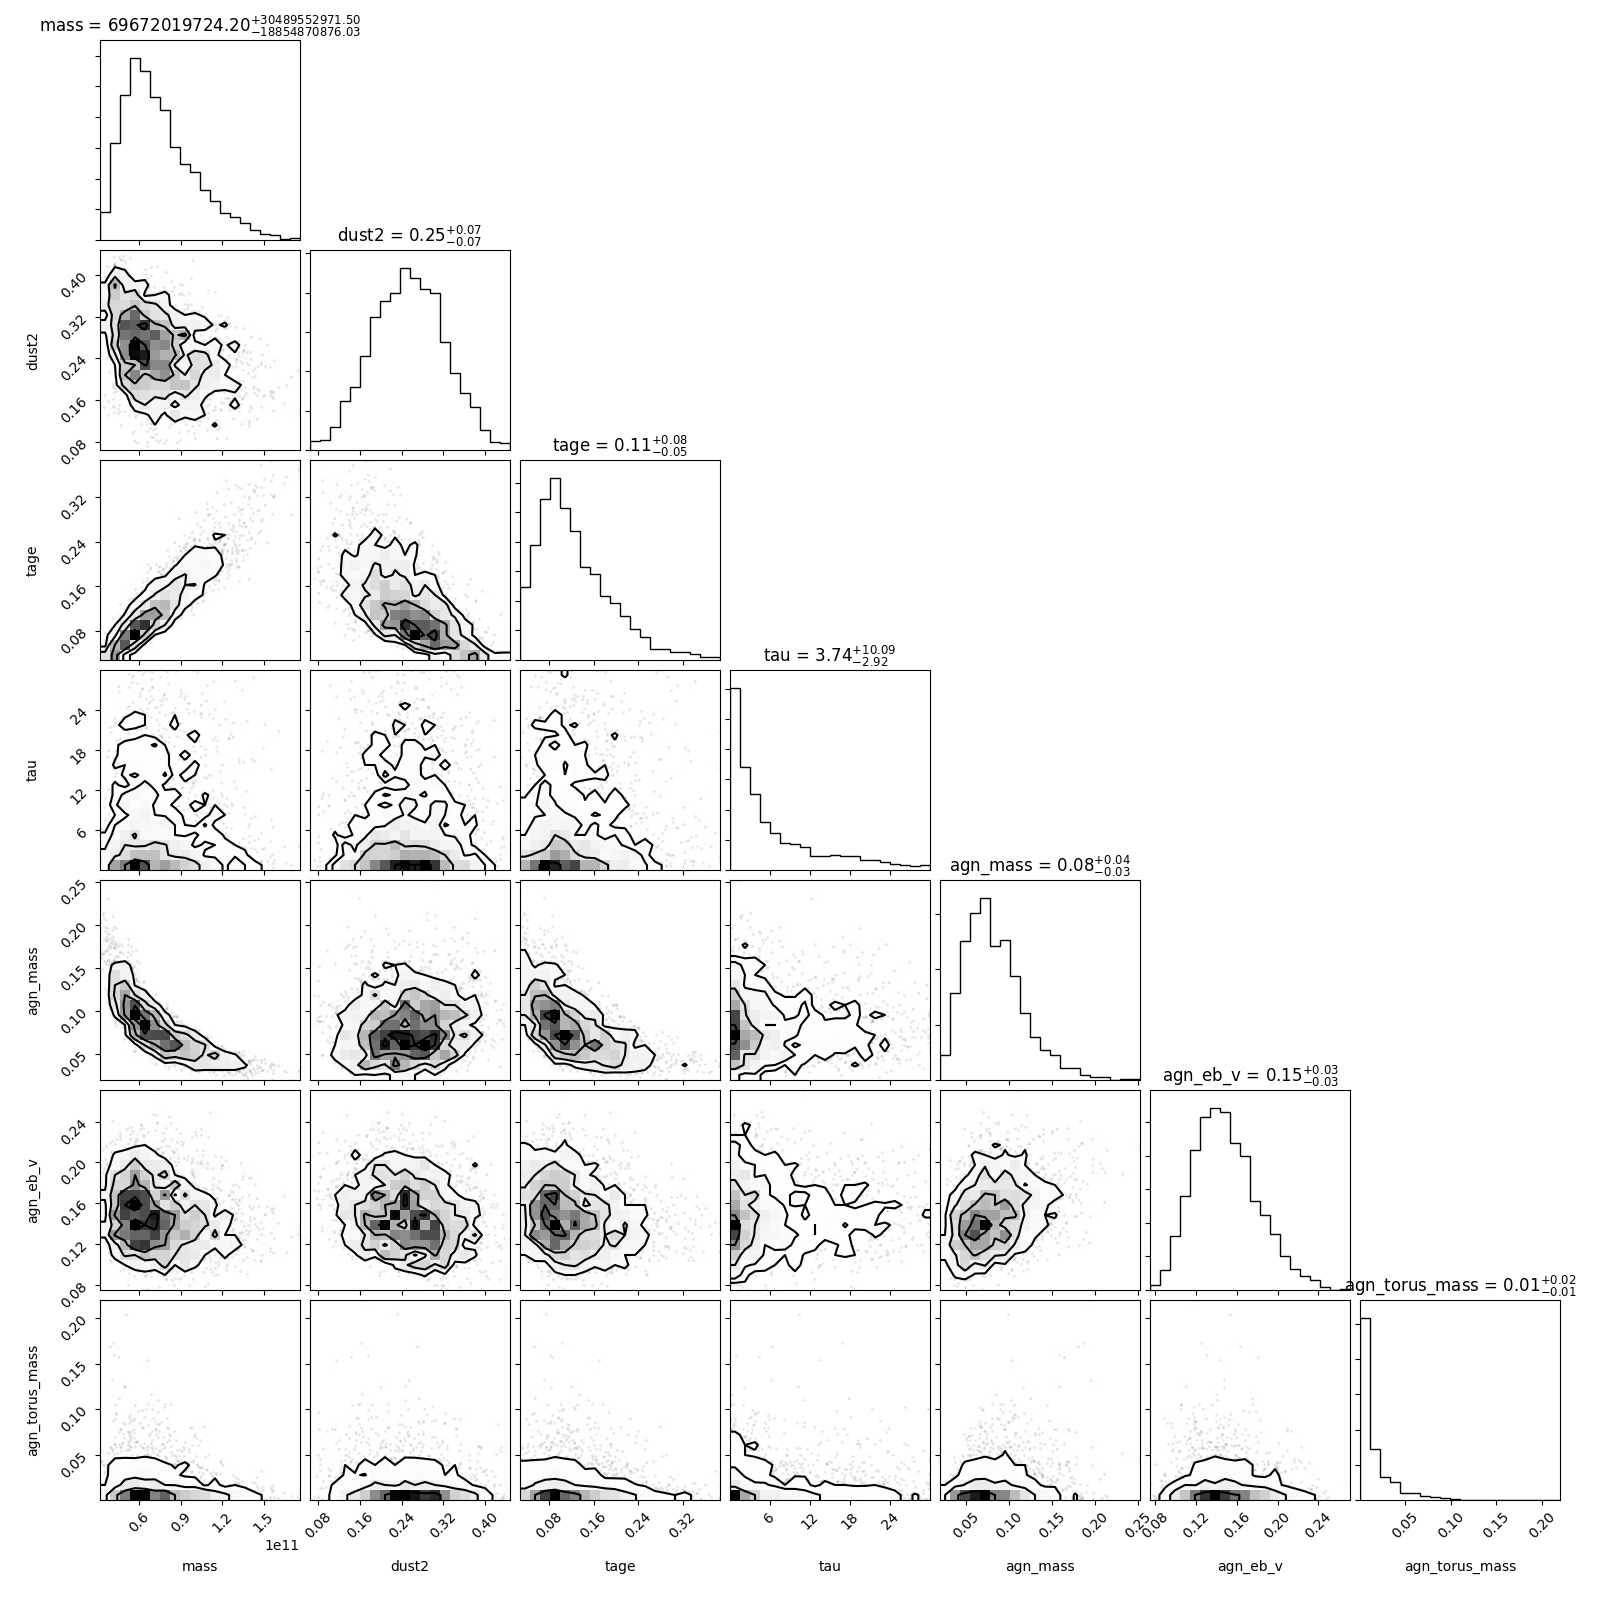 mass = 69672019724.20+30489552971.50 −18854870876.03
dust2 = 0.25+0.07 −0.07
0.40
0.32
0.24
0.16
0.08
dust2
tage = 0.11+0.08 −0.05
0.32
0.24
0.16
0.08
tage
tau = 3.74+10.09 −2.92
24
18
12
6
tau
agn_mass = 0.08+0.04 −0.03
0.25
0.20
0.15
0.10
0.05
agn_mass
agn_eb_v = 0.15+0.03 −0.03
0.24
0.20
0.16
0.12
0.08
agn_eb_v
agn_torus_mass = 0.01+0.02 −0.01
0.20
0.15
0.10
0.05
agn_torus_mass
0.6 0.9 1.2 1.5 0.08 0.16 0.24 0.32 0.40 0.08 0.16 0.24 0.32 6 12 18 24 0.05 0.10 0.15 0.20 0.25 0.08 0.12 0.16 0.20 0.24 0.05 0.10 0.15 0.20
1e11
mass dust2 tage tau agn_mass agn_eb_v agn_torus_mass